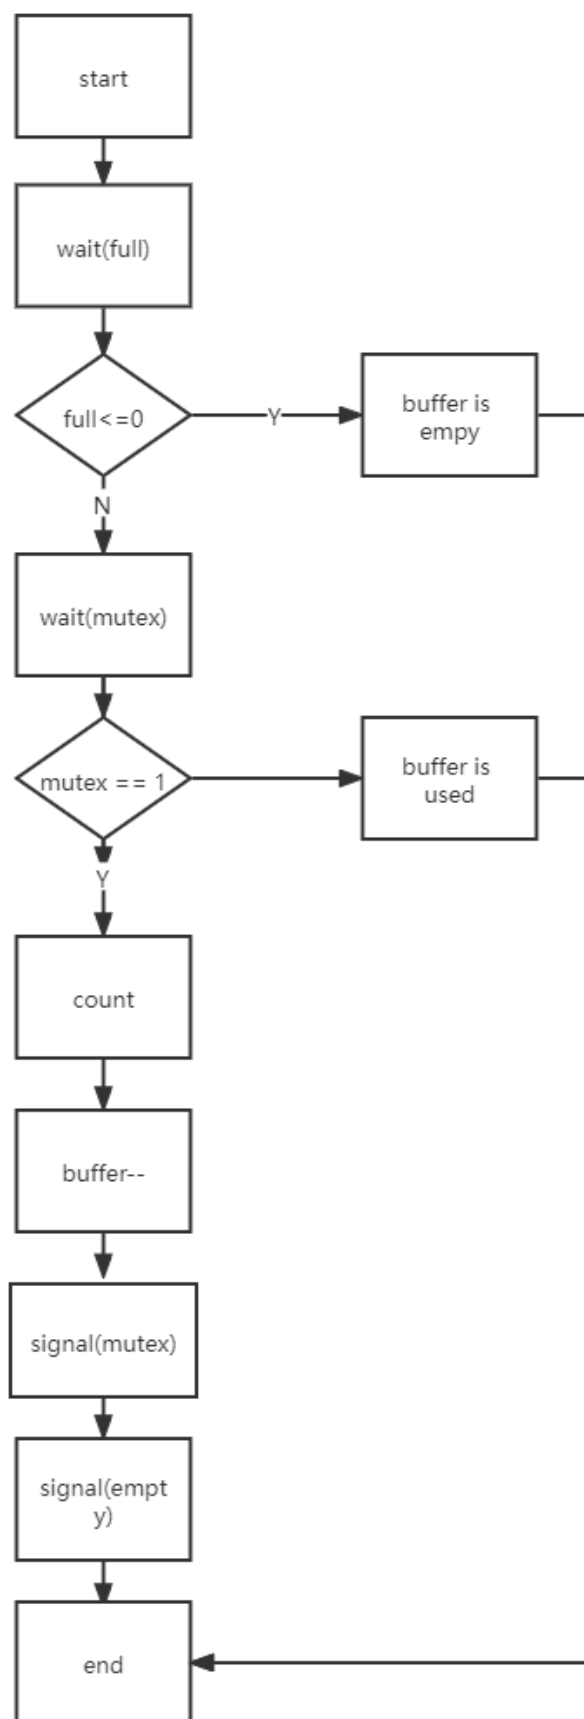 start
wait(full)
full<=0
Y
buffer is
empy
N
wait(mutex)
mutex == 1
buffer is
used
Y
count
buffer--
signal(mutex)
signal(empt
y)
end